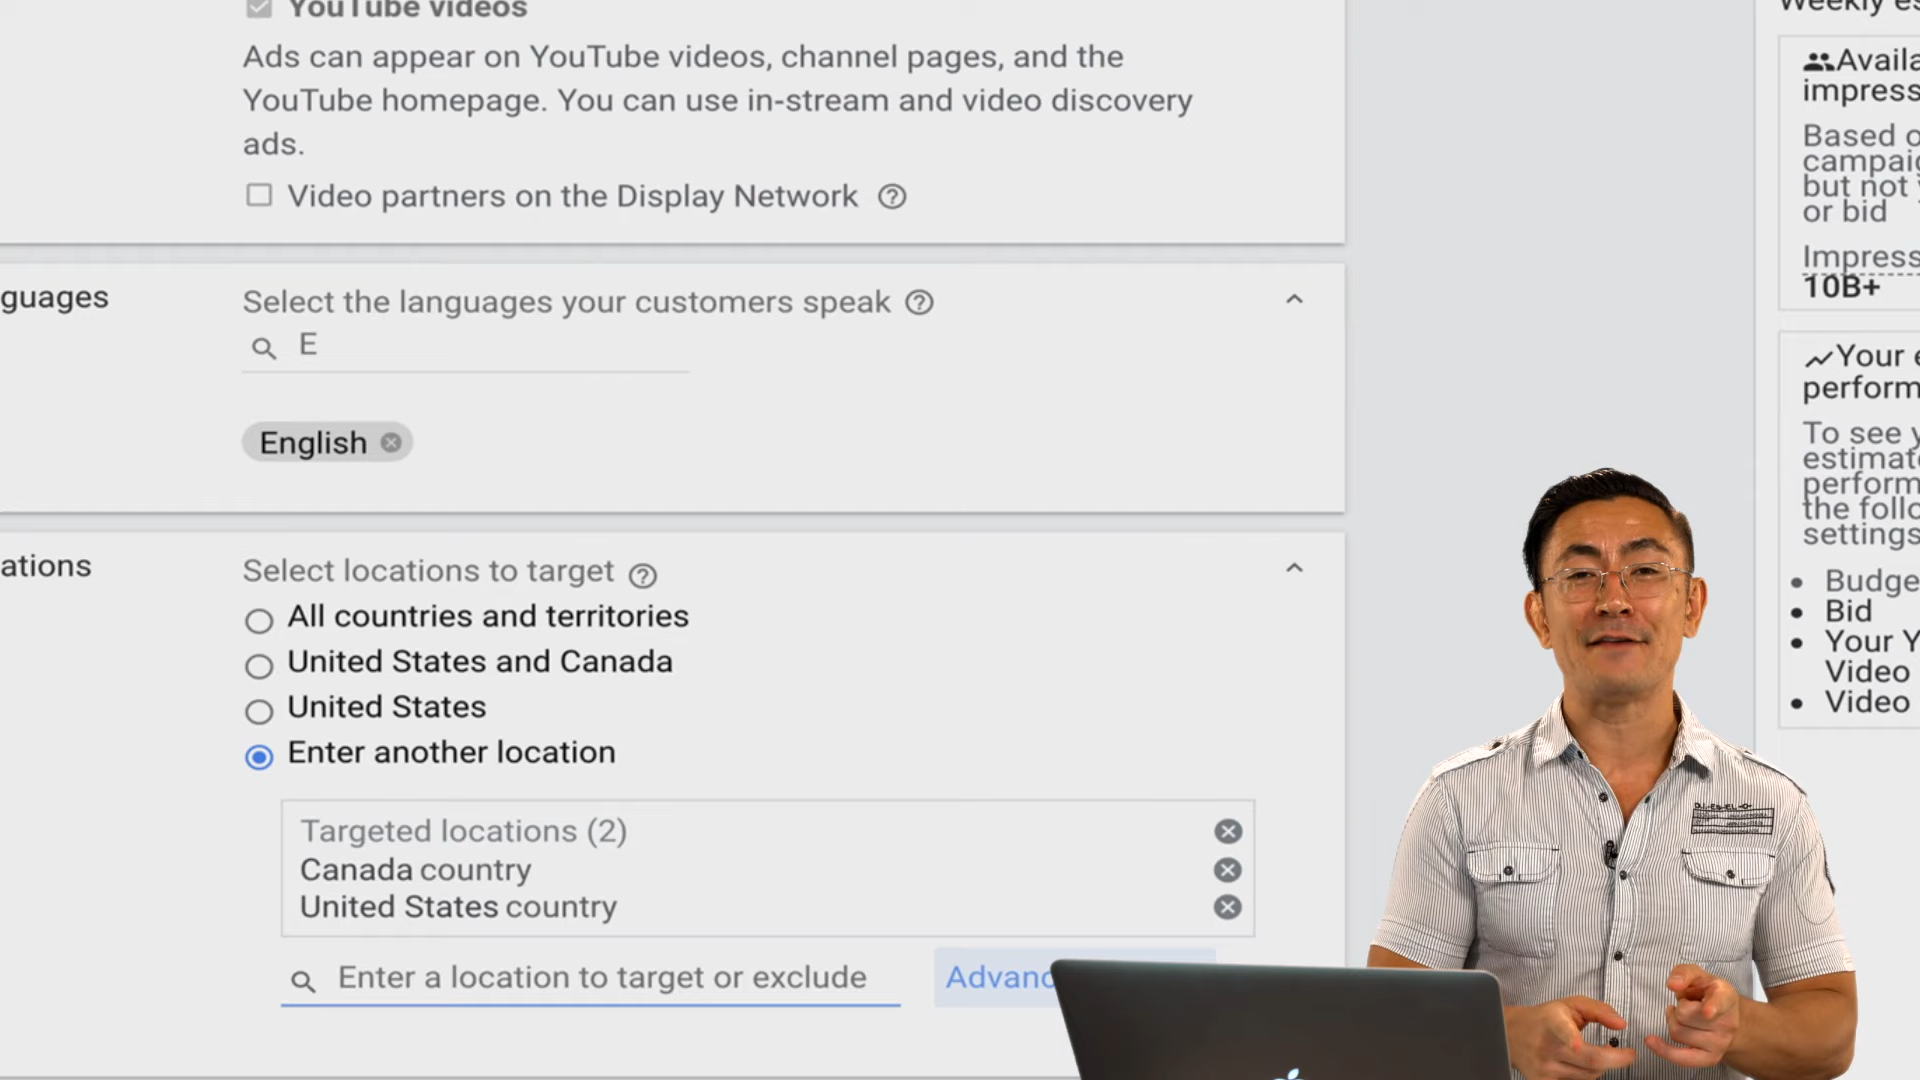 YouTube videos
Ads can appear on YouTube videos, channel pages, and the
YouTube homepage. You can use in-stream and video discovery
ads.
Video partners on the Display Network
guages
Select the languages your customers speak
E
English
ations
Select locations to target
All countries and territories
United States and Canada
United States
Enter another location
Targeted locations (2)
Canada country
United States country
Enter a location to target or exclude
Advanc
Weekly es
Availa
impress
Based o
campaig
but not
or bid
Impress
10B+
Your e
perform
To see y
estimate
perform
the follo
settings
Budge
Bid
Your Y
Video
Video